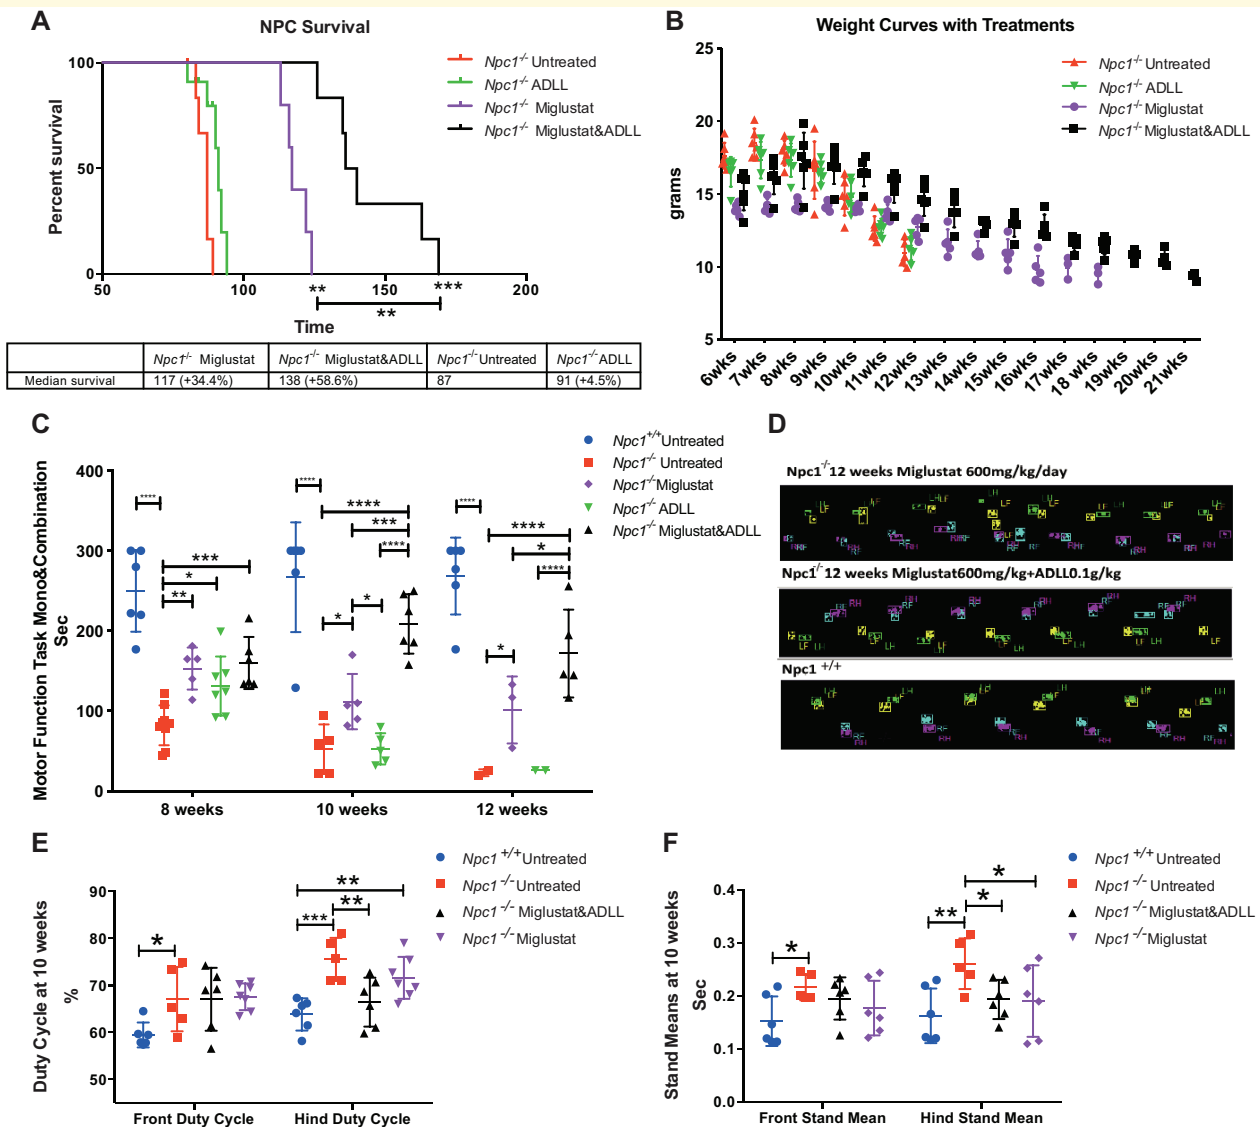 A
NPC Survival
Percent survival
100
50
0
50
100
150
200
**
***
**
Time
Npc1-/- Untreated
Npc1-/- ADLL
Npc1-/- Miglustat
Npc1-/- Miglustat&ADLL
Npc1-/- Miglustat Npc1-/- Miglustat&ADLL Npc1-/- Untreated Npc1-/- ADLL
Median survival 117 (+34.4%) 138 (+58.6%) 87 91 (+4.5%)
B
Weight Curves with Treatments
grams
25
20
15
10
5
6wks 7wks 8wks 9wks 10wks 11wks 12wks 13wks 14wks 15wks 16wks 17wks 18 wks 19wks 20wks 21wks
Npc1-/- Untreated
Npc1-/- ADLL
Npc1-/- Miglustat
Npc1-/- Miglustat&ADLL
C
Motor Function Task Mono&Combination
Sec
400
300
200
100
0
8 weeks 10 weeks 12 weeks
****
***
*
**
****
****
***
****
*
*
****
****
*
****
*
Npc1+/+ Untreated
Npc1-/- Untreated
Npc1-/- Miglustat
Npc1-/- ADLL
Npc1-/- Miglustat&ADLL
D
Npc1-/- 12 weeks Miglustat 600mg/kg/day
Npc1-/- 12 weeks Miglustat600mg/kg+ADLL0.1g/kg
Npc1 +/+
E
Duty Cycle at 10 weeks
%
90
80
70
60
50
Front Duty Cycle Hind Duty Cycle
*
**
**
***
Npc1 +/+ Untreated
Npc1 -/- Untreated
Npc1-/- Miglustat&ADLL
Npc1-/- Miglustat
F
Stand Means at 10 weeks
Sec
0.4
0.3
0.2
0.1
0.0
Front Stand Mean Hind Stand Mean
*
*
*
**
Npc1 +/+ Untreated
Npc1 -/- Untreated
Npc1-/- Miglustat&ADLL
Npc1-/- Miglustat